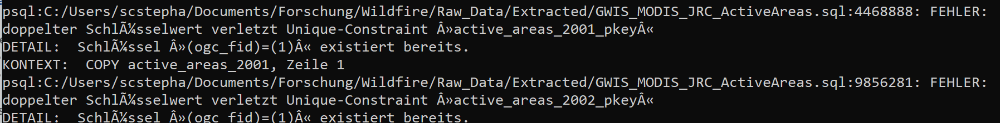 psql:C:/Users/scstepha/Documents/Forschung/Wildfire/Raw_Data/Extracted/GWIS_MODIS_JRC_ActiveAreas.sql:4468888: FEHLER:
doppelter SchlÃ¼sselwert verletzt Unique-Constraint Â»active_areas_2001_pkeyÂ«
DETAIL:  SchlÃ¼ssel Â»(ogc_fid)=(1)Â« existiert bereits.
KONTEXT:  COPY active_areas_2001, Zeile 1
psql:C:/Users/scstepha/Documents/Forschung/Wildfire/Raw_Data/Extracted/GWIS_MODIS_JRC_ActiveAreas.sql:9856281: FEHLER:
doppelter SchlÃ¼sselwert verletzt Unique-Constraint Â»active_areas_2002_pkeyÂ«
DETAIL:  SchlÃ¼ssel Â»(ogc_fid)=(1)Â« existiert bereits.